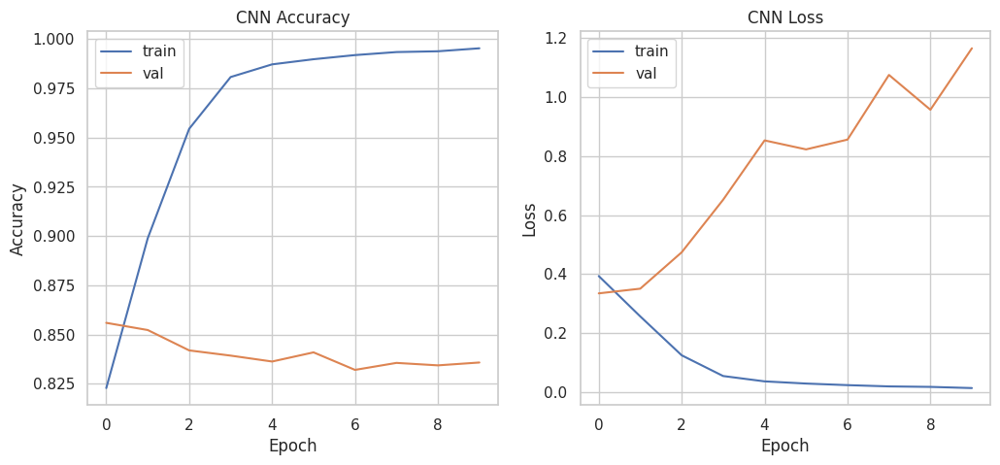 CNN Accuracy
1.000
0.975
0.950
0.925
0.900
0.875
0.850
0.825
Accuracy
train
val
0 2 4 6 8
Epoch
CNN Loss
1.2
1.0
0.8
0.6
0.4
0.2
0.0
Loss
train
val
0 2 4 6 8
Epoch